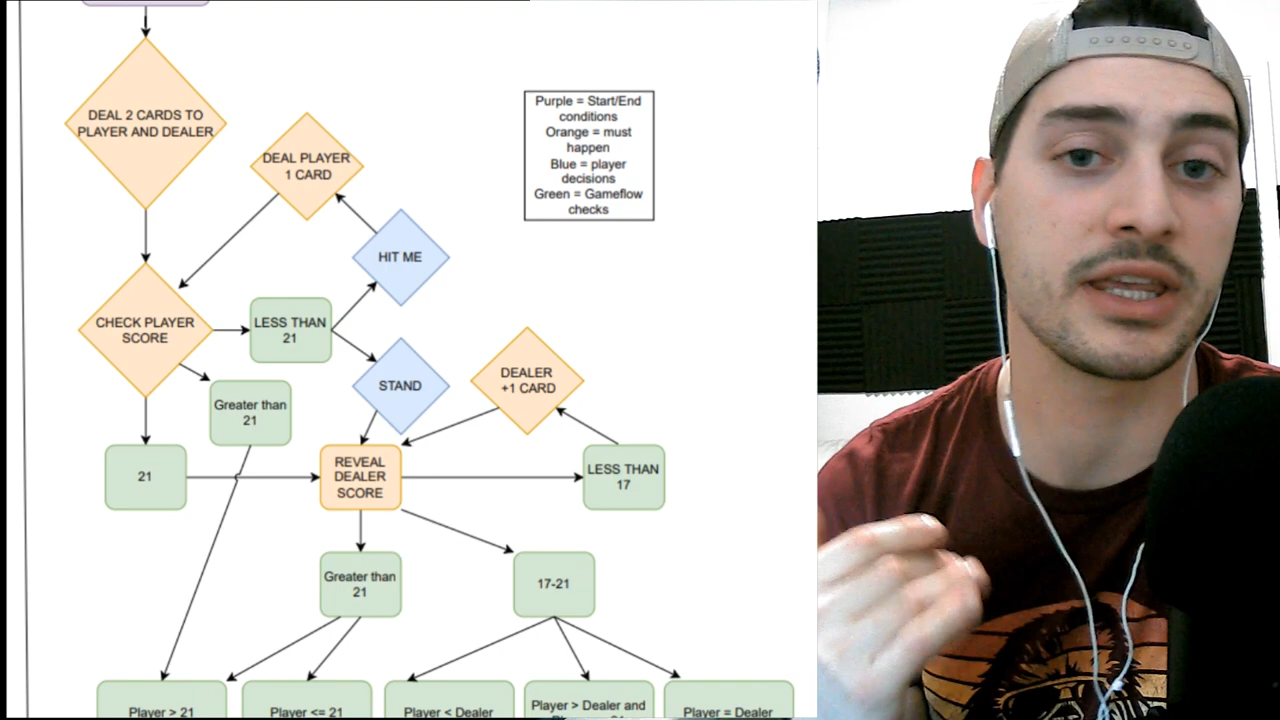 DEAL 2 CARDS TO
PLAYER AND DEALER
Purple = Start/End
conditions
Orange = must
happen
Blue = player
decisions
Green = Gameflow
checks
DEAL PLAYER
1 CARD
HIT ME
CHECK PLAYER
SCORE
LESS THAN
21
STAND
DEALER
+1 CARD
Greater than
21
21
REVEAL
DEALER
SCORE
LESS THAN
17
Greater than
21
17-21
Player > 21
Player <= 21
Player < Dealer
Player > Dealer and
Player = Dealer